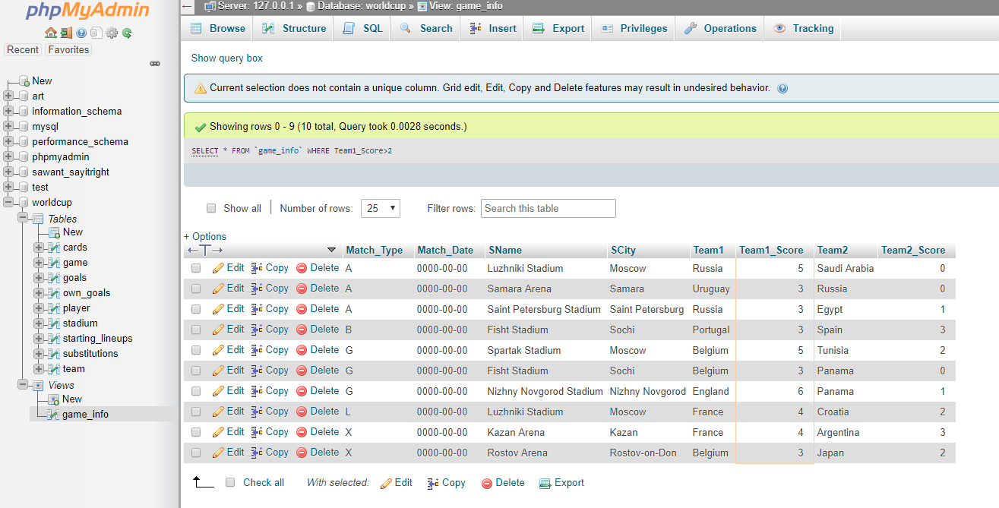 phpMyAdmin
Recent Favorites
New
art
information_schema
mysql
performance_schema
phpmyadmin
sawant_sayitright
test
worldcup
Tables
New
cards
game
goals
own_goals
player
stadium
starting_lineups
substitutions
team
Views
New
game_info
Server: 127.0.0.1 » Database: worldcup » View: game_info
Browse Structure SQL Search Insert Export Privileges Operations Tracking
Show query box
Current selection does not contain a unique column. Grid edit, Edit, Copy and Delete features may result in undesired behavior.
Showing rows 0 - 9 (10 total, Query took 0.0028 seconds.)
SELECT * FROM `game_info` WHERE Team1_Score>2
Show all Number of rows: 25 Filter rows: Search this table
+ Options
←T→ Match_Type Match_Date SName SCity Team1 Team1_Score Team2 Team2_Score
Edit Copy Delete A 0000-00-00 Luzhniki Stadium Moscow Russia 5 Saudi Arabia 0
Edit Copy Delete A 0000-00-00 Samara Arena Samara Uruguay 3 Russia 0
Edit Copy Delete A 0000-00-00 Saint Petersburg Stadium Saint Petersburg Russia 3 Egypt 1
Edit Copy Delete B 0000-00-00 Fisht Stadium Sochi Portugal 3 Spain 3
Edit Copy Delete G 0000-00-00 Spartak Stadium Moscow Belgium 5 Tunisia 2
Edit Copy Delete G 0000-00-00 Fisht Stadium Sochi Belgium 3 Panama 0
Edit Copy Delete G 0000-00-00 Nizhny Novgorod Stadium Nizhny Novgorod England 6 Panama 1
Edit Copy Delete L 0000-00-00 Luzhniki Stadium Moscow France 4 Croatia 2
Edit Copy Delete X 0000-00-00 Kazan Arena Kazan France 4 Argentina 3
Edit Copy Delete X 0000-00-00 Rostov Arena Rostov-on-Don Belgium 3 Japan 2
Check all With selected: Edit Copy Delete Export